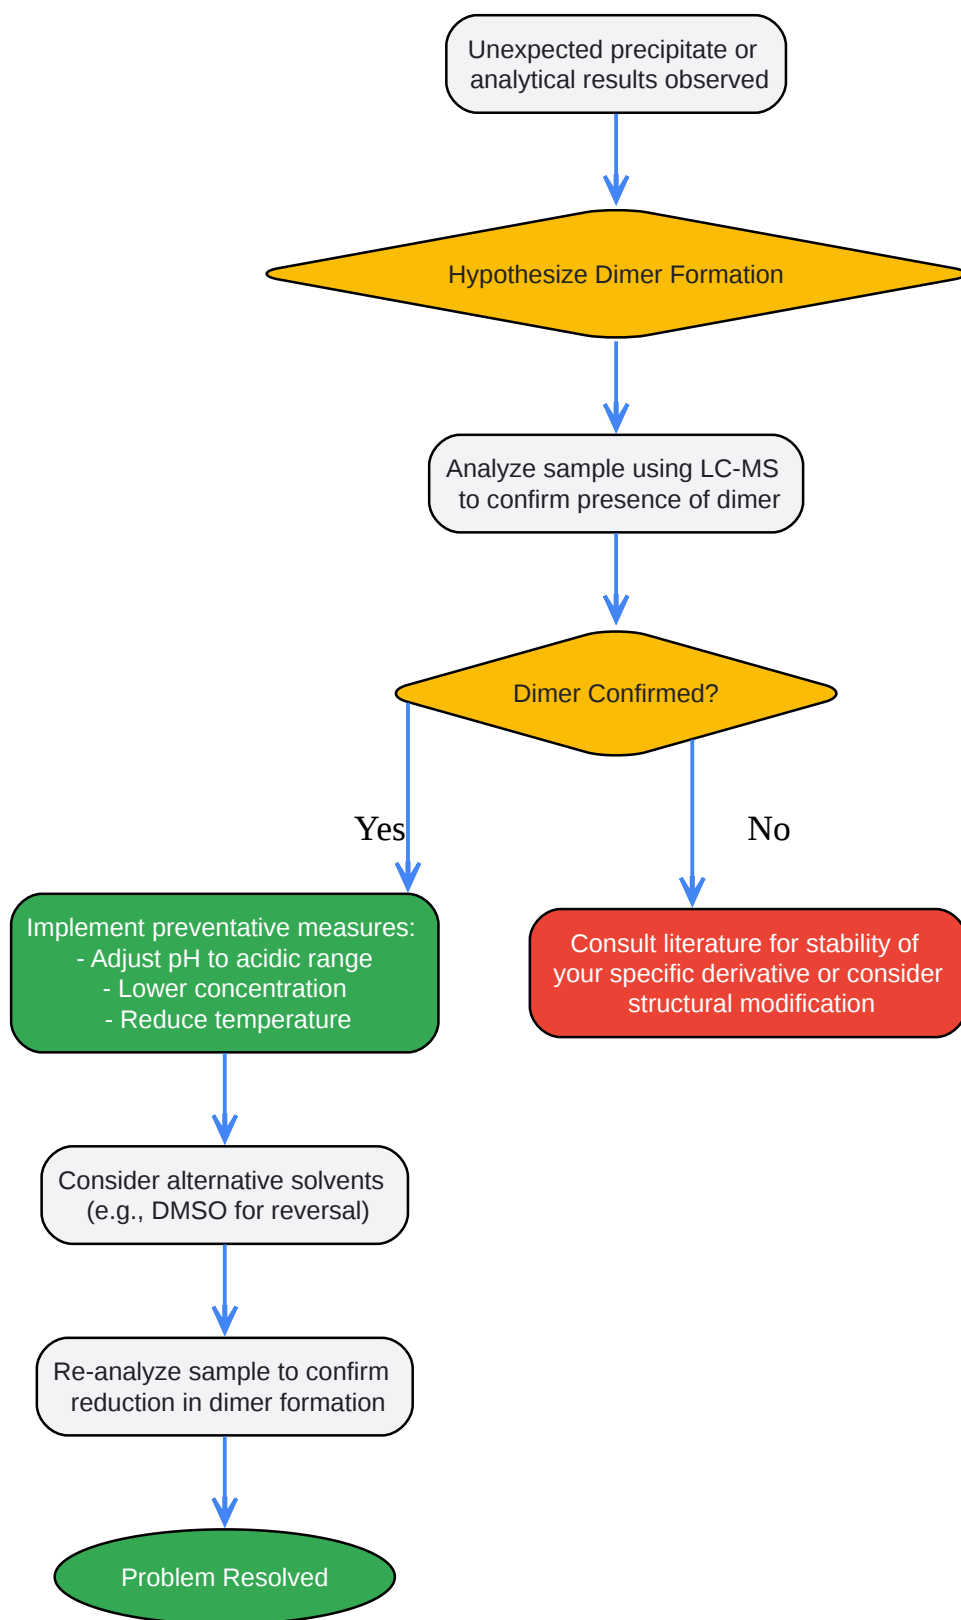 Unexpected precipitate or
analytical results observed
Hypothesize Dimer Formation
Analyze sample using LC-MS
to confirm presence of dimer
Dimer Confirmed?
Yes
No
Implement preventative measures:
- Adjust pH to acidic range
- Lower concentration
- Reduce temperature
Consult literature for stability of
your specific derivative or consider
structural modification
Consider alternative solvents
(e.g., DMSO for reversal)
Re-analyze sample to confirm
reduction in dimer formation
Problem Resolved